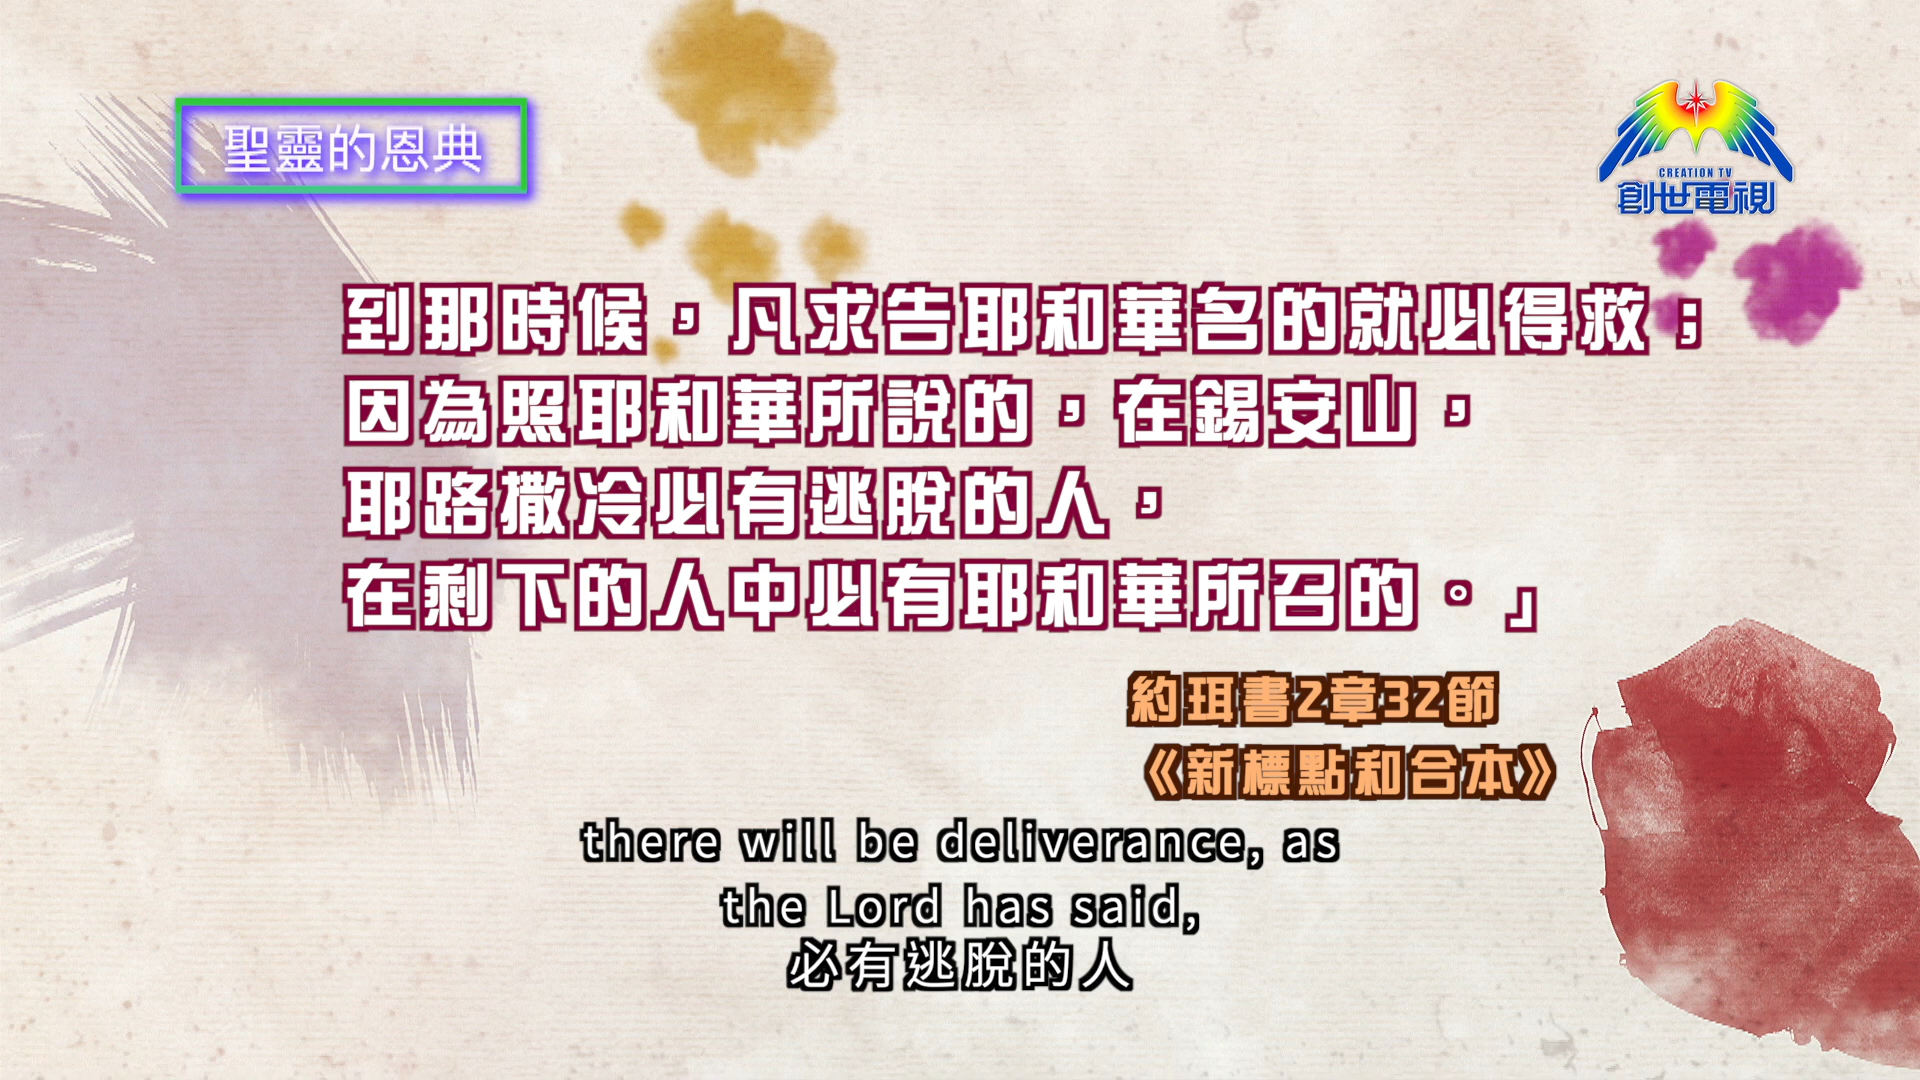 聖靈的恩典
CREATION TV
創世電視
到那時候，凡求告耶和華名的就必得救；
因為照耶和華所說的，在錫安山，
耶路撒冷必有逃脫的人，
在剩下的人中必有耶和華所召的。」
約珥書2章32節
《新標點和合本》
there will be deliverance, as
the Lord has said,
必有逃脫的人